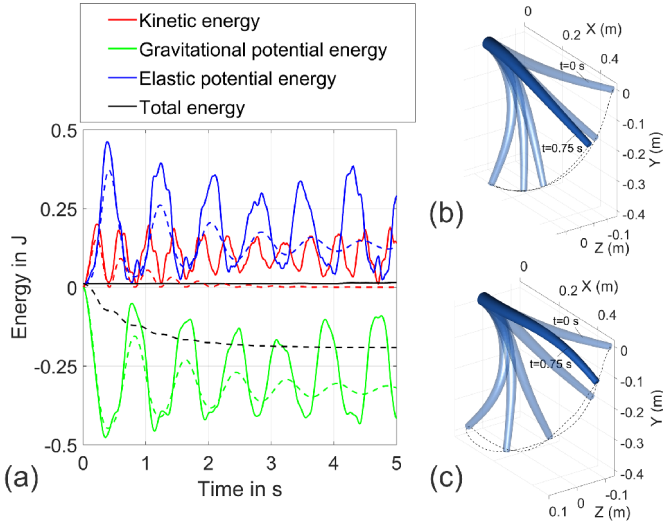 Kinetic energy
Gravitational potential energy
Elastic potential energy
Total energy
0.5
0.25
0
-0.25
-0.5
Energy in J
0 1 2 3 4 5
Time in s
(a)
0
X (m)
0.2
0.4
t=0 s
0
-0.1
t=0.75 s
-0.2
-0.3
-0.4
Y (m)
-0.1
0
Z (m)
(b)
0
X (m)
0.2
0.4
t=0 s
0
t=0.75 s
-0.1
-0.2
-0.3
-0.4
Y (m)
-0.1
0
0.1
Z (m)
(c)